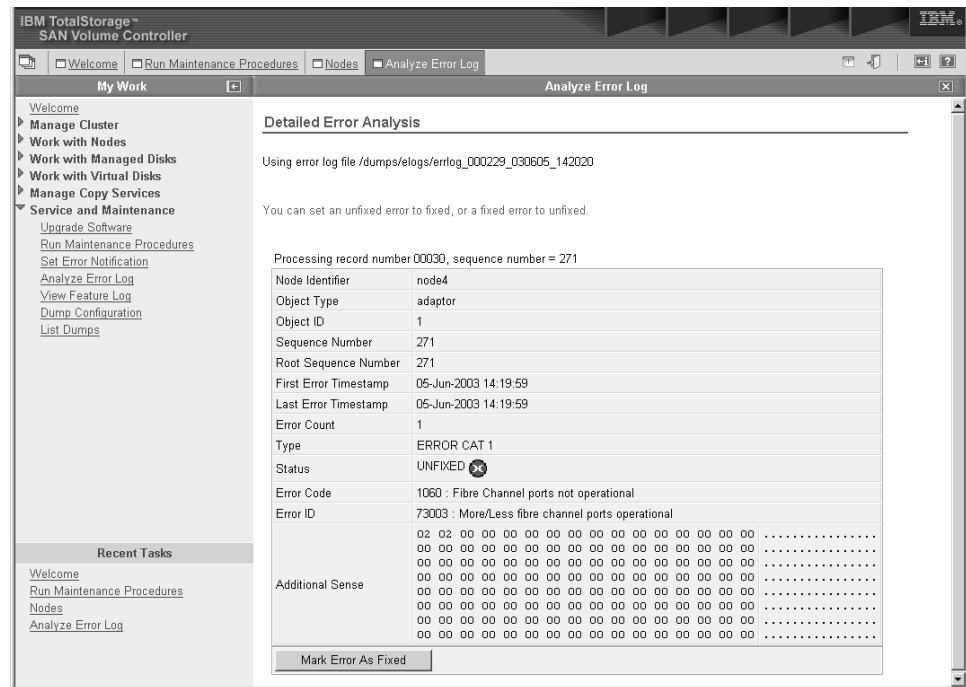 IBM TotalStorage™
SAN Volume Controller
IBM®
Welcome
Run Maintenance Procedures
Nodes
Analyze Error Log
My Work
Analyze Error Log
Welcome
Manage Cluster
Work with Nodes
Work with Managed Disks
Work with Virtual Disks
Manage Copy Services
Service and Maintenance
Upgrade Software
Run Maintenance Procedures
Set Error Notification
Analyze Error Log
View Feature Log
Dump Configuration
List Dumps
Recent Tasks
Welcome
Run Maintenance Procedures
Nodes
Analyze Error Log
Detailed Error Analysis
Using error log file /dumps/elogs/errlog_000229_030605_142020
You can set an unfixed error to fixed, or a fixed error to unfixed.
Processing record number 00030, sequence number = 271
Node Identifier node4
Object Type adaptor
Object ID 1
Sequence Number 271
Root Sequence Number 271
First Error Timestamp 05-Jun-2003 14:19:59
Last Error Timestamp 05-Jun-2003 14:19:59
Error Count 1
Type ERROR CAT 1
Status UNFIXED
Error Code 1060 : Fibre Channel ports not operational
Error ID 73003 : More/Less fibre channel ports operational
Additional Sense
02 02 00 00 00 00 00 00 00 00 00 00 00 00 00 00 ................
00 00 00 00 00 00 00 00 00 00 00 00 00 00 00 00 ................
00 00 00 00 00 00 00 00 00 00 00 00 00 00 00 00 ................
00 00 00 00 00 00 00 00 00 00 00 00 00 00 00 00 ................
00 00 00 00 00 00 00 00 00 00 00 00 00 00 00 00 ................
00 00 00 00 00 00 00 00 00 00 00 00 00 00 00 00 ................
00 00 00 00 00 00 00 00 00 00 00 00 00 00 00 00 ................
00 00 00 00 00 00 00 00 00 00 00 00 00 00 00 00 ................
Mark Error As Fixed